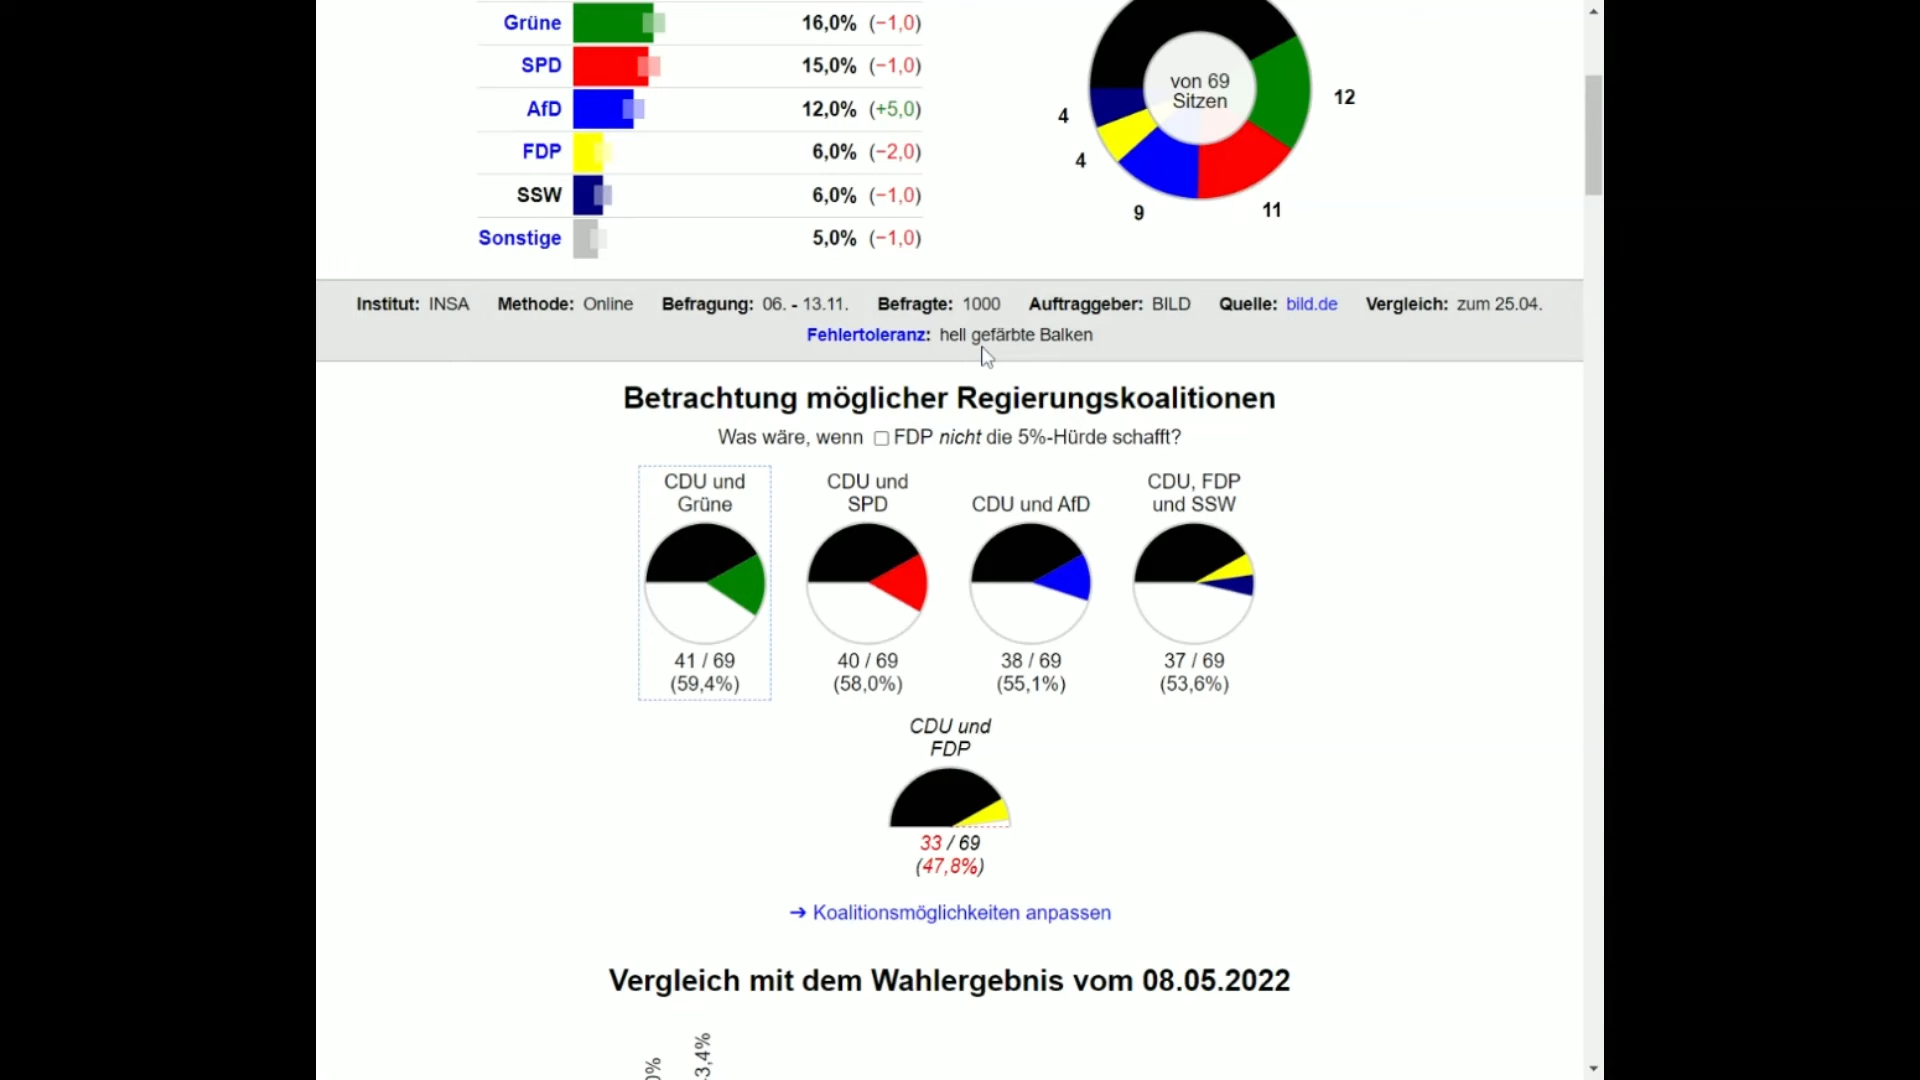 Grüne 16,0% (−1,0)
SPD 15,0% (−1,0)
AfD 12,0% (+5,0)
FDP 6,0% (−2,0)
SSW 6,0% (−1,0)
Sonstige 5,0% (−1,0)
von 69
Sitzen
12
11
9
4
4
Institut: INSA Methode: Online Befragung: 06. - 13.11. Befragte: 1000 Auftraggeber: BILD Quelle: bild.de Vergleich: zum 25.04.
Fehlertoleranz: hell gefärbte Balken
Betrachtung möglicher Regierungskoalitionen
Was wäre, wenn FDP nicht die 5%-Hürde schafft?
CDU und
Grüne
41 / 69
(59,4%)
CDU und
SPD
40 / 69
(58,0%)
CDU und AfD
38 / 69
(55,1%)
CDU, FDP
und SSW
37 / 69
(53,6%)
CDU und
FDP
33 / 69
(47,8%)
➔ Koalitionsmöglichkeiten anpassen
Vergleich mit dem Wahlergebnis vom 08.05.2022